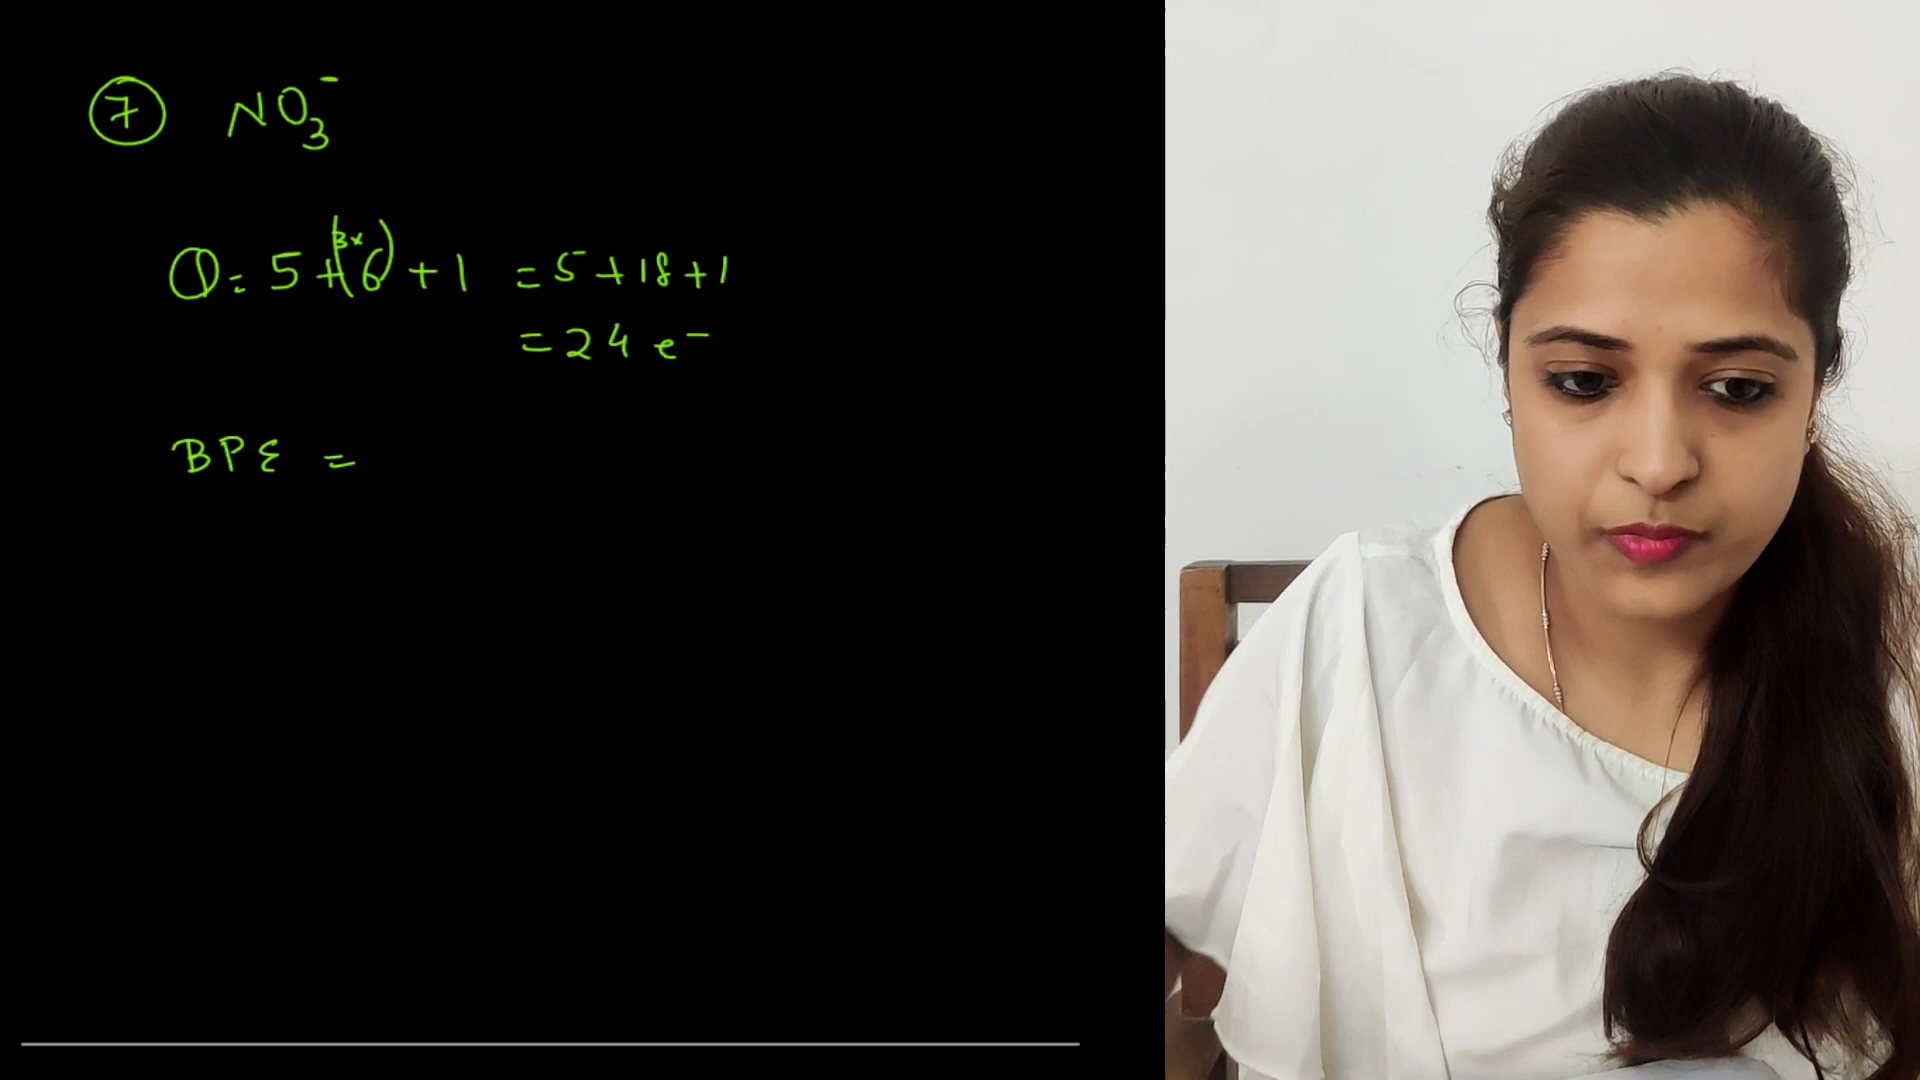 ⑦ NO₃⁻
① = 5 + (3×6) + 1 = 5 + 18 + 1
= 24 e⁻
BPE =